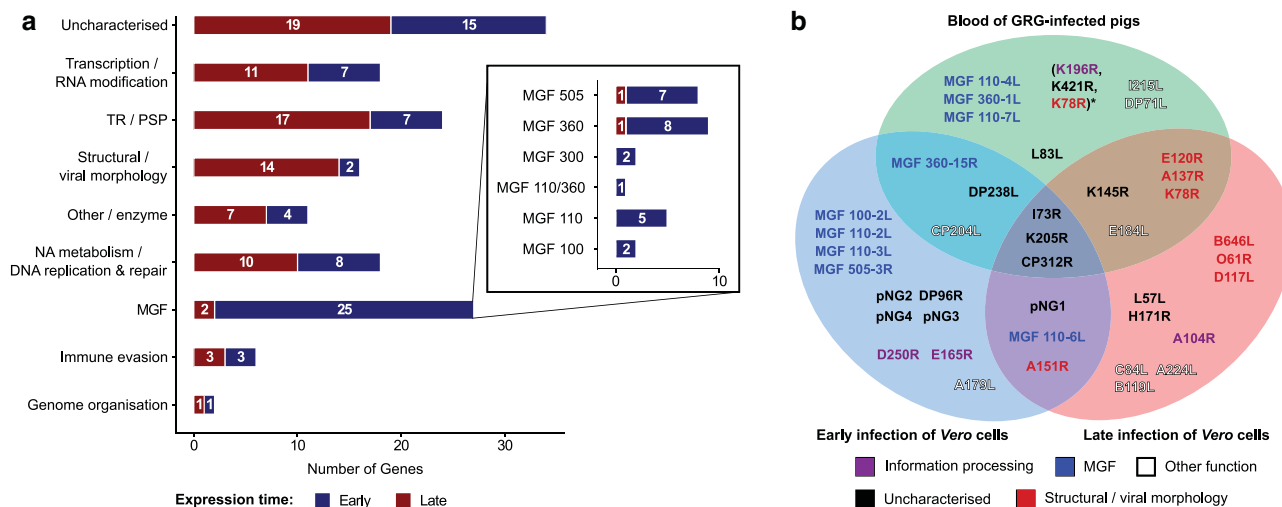 a
Uncharacterised
19
15
Transcription /
RNA modification
11
7
TR / PSP
17
7
Structural /
viral morphology
14
2
Other / enzyme
7
4
NA metabolism /
DNA replication & repair
10
8
MGF
2
25
Immune evasion
3
3
Genome organisation
1
1
0
10
20
30
Number of Genes
Expression time:
Early
Late
MGF 505
1
7
MGF 360
1
8
MGF 300
2
MGF 110/360
1
MGF 110
5
MGF 100
2
0
10
b
Blood of GRG-infected pigs
MGF 110-4L
MGF 360-1L
MGF 110-7L
(K196R,
K421R,
K78R)*
I215L
DP71L
L83L
MGF 360-15R
DP238L
CP204L
K145R
E120R
A137R
K78R
E184L
I73R
K205R
CP312R
MGF 100-2L
MGF 110-2L
MGF 110-3L
MGF 505-3R
pNG2 DP96R
pNG4 pNG3
D250R E165R
A179L
pNG1
MGF 110-6L
A151R
B646L
O61R
D117L
L57L
H171R
A104R
C84L A224L
B119L
Early infection of Vero cells
Late infection of Vero cells
Information processing
MGF
Other function
Uncharacterised
Structural / viral morphology